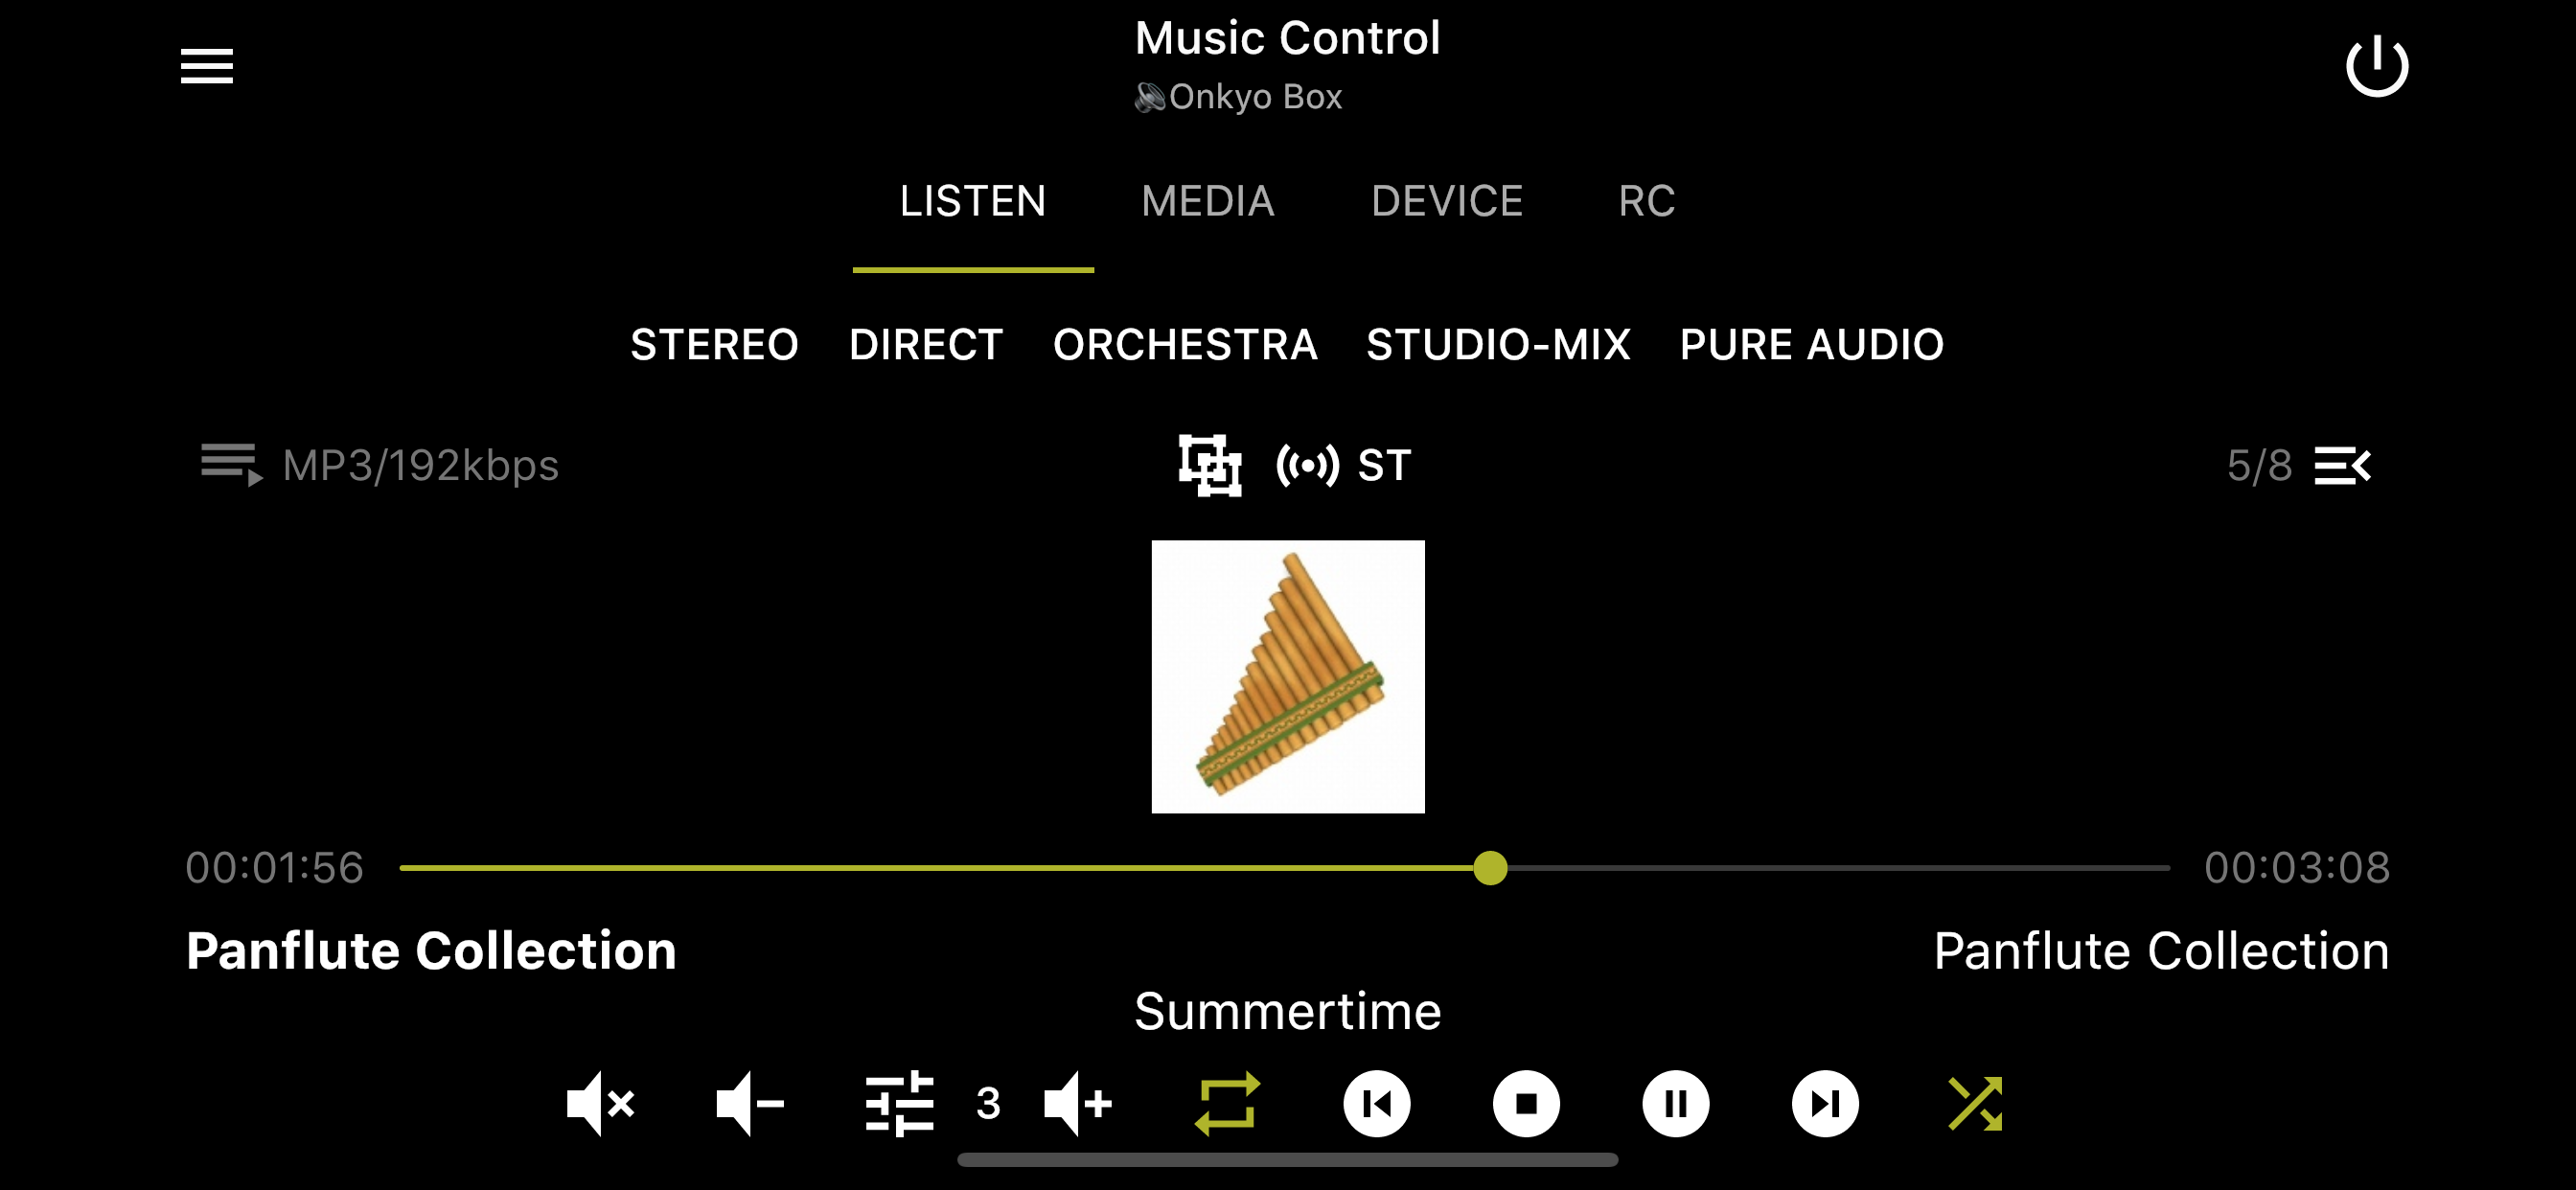 Music Control
🔊Onkyo Box
LISTEN MEDIA DEVICE RC
STEREO DIRECT ORCHESTRA STUDIO-MIX PURE AUDIO
MP3/192kbps ST 5/8
00:01:56 00:03:08
Panflute Collection Panflute Collection
Summertime
3